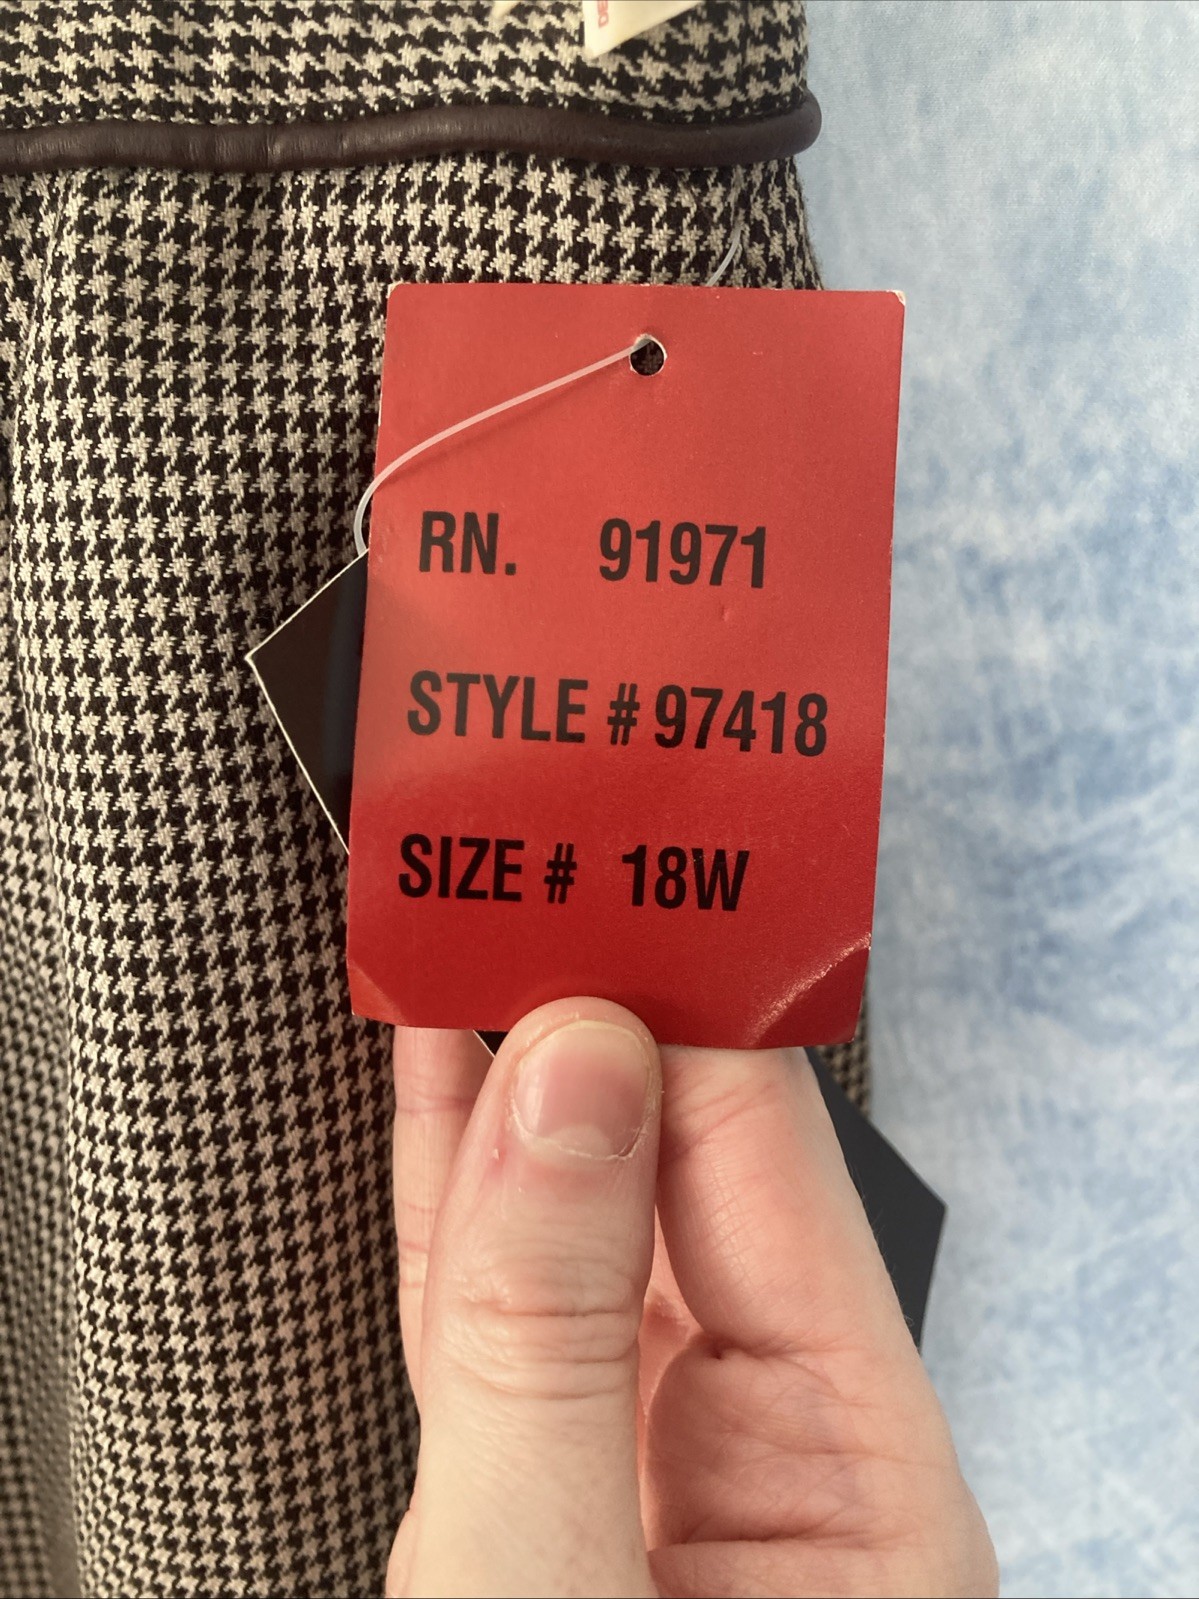 RN. 91971
STYLE # 97418
SIZE # 18W